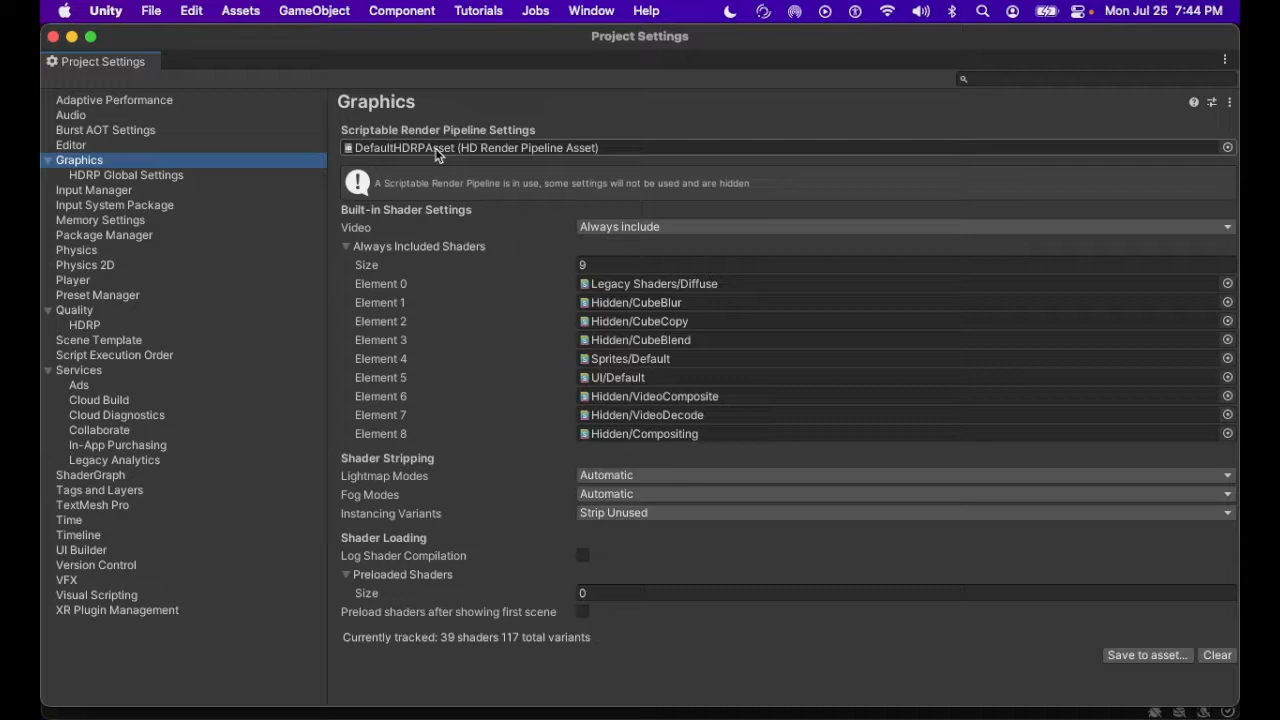 Unity File Edit Assets GameObject Component Tutorials Jobs Window Help Mon Jul 25 7:44 PM
Project Settings
Project Settings
Adaptive Performance
Audio
Burst AOT Settings
Editor
Graphics
HDRP Global Settings
Input Manager
Input System Package
Memory Settings
Package Manager
Physics
Physics 2D
Player
Preset Manager
Quality
HDRP
Scene Template
Script Execution Order
Services
Ads
Cloud Build
Cloud Diagnostics
Collaborate
In-App Purchasing
Legacy Analytics
ShaderGraph
Tags and Layers
TextMesh Pro
Time
Timeline
UI Builder
Version Control
VFX
Visual Scripting
XR Plugin Management
Graphics
Scriptable Render Pipeline Settings
DefaultHDRPAsset (HD Render Pipeline Asset)
A Scriptable Render Pipeline is in use, some settings will not be used and are hidden
Built-in Shader Settings
Video Always include
Always Included Shaders
Size 9
Element 0 Legacy Shaders/Diffuse
Element 1 Hidden/CubeBlur
Element 2 Hidden/CubeCopy
Element 3 Hidden/CubeBlend
Element 4 Sprites/Default
Element 5 UI/Default
Element 6 Hidden/VideoComposite
Element 7 Hidden/VideoDecode
Element 8 Hidden/Compositing
Shader Stripping
Lightmap Modes Automatic
Fog Modes Automatic
Instancing Variants Strip Unused
Shader Loading
Log Shader Compilation
Preloaded Shaders
Size 0
Preload shaders after showing first scene
Currently tracked: 39 shaders 117 total variants
Save to asset... Clear